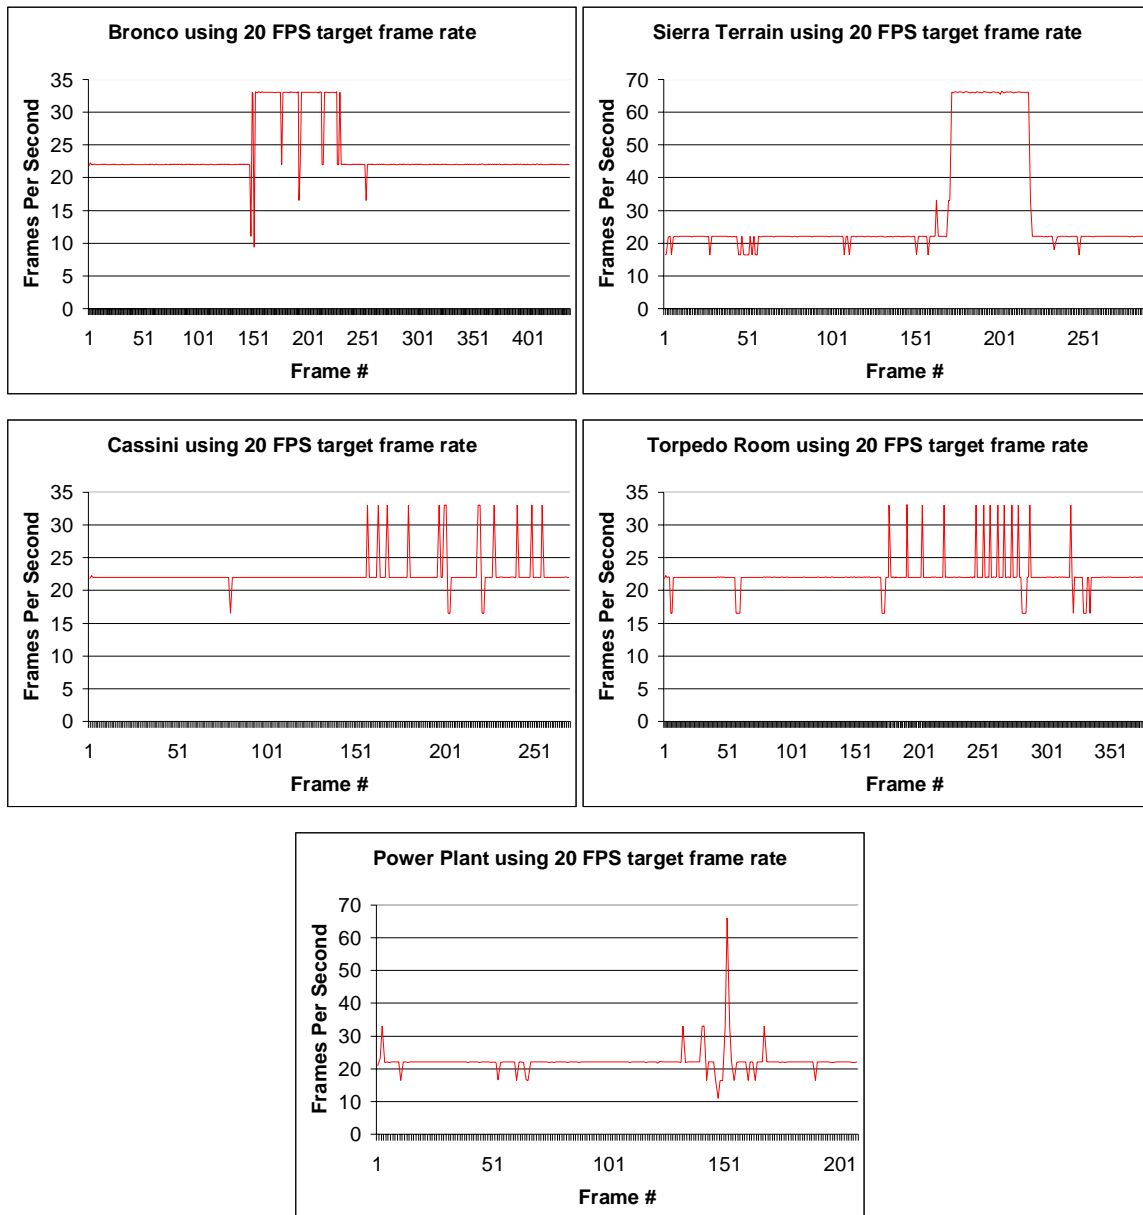 Bronco using 20 FPS target frame rate
Frames Per Second
35
30
25
20
15
10
5
0
1 51 101 151 201 251 301 351 401
Frame #
Sierra Terrain using 20 FPS target frame rate
Frames Per Second
70
60
50
40
30
20
10
0
1 51 101 151 201 251
Frame #
Cassini using 20 FPS target frame rate
Frames Per Second
35
30
25
20
15
10
5
0
1 51 101 151 201 251
Frame #
Torpedo Room using 20 FPS target frame rate
Frames Per Second
35
30
25
20
15
10
5
0
1 51 101 151 201 251 301 351
Frame #
Power Plant using 20 FPS target frame rate
Frames Per Second
70
60
50
40
30
20
10
0
1 51 101 151 201
Frame #